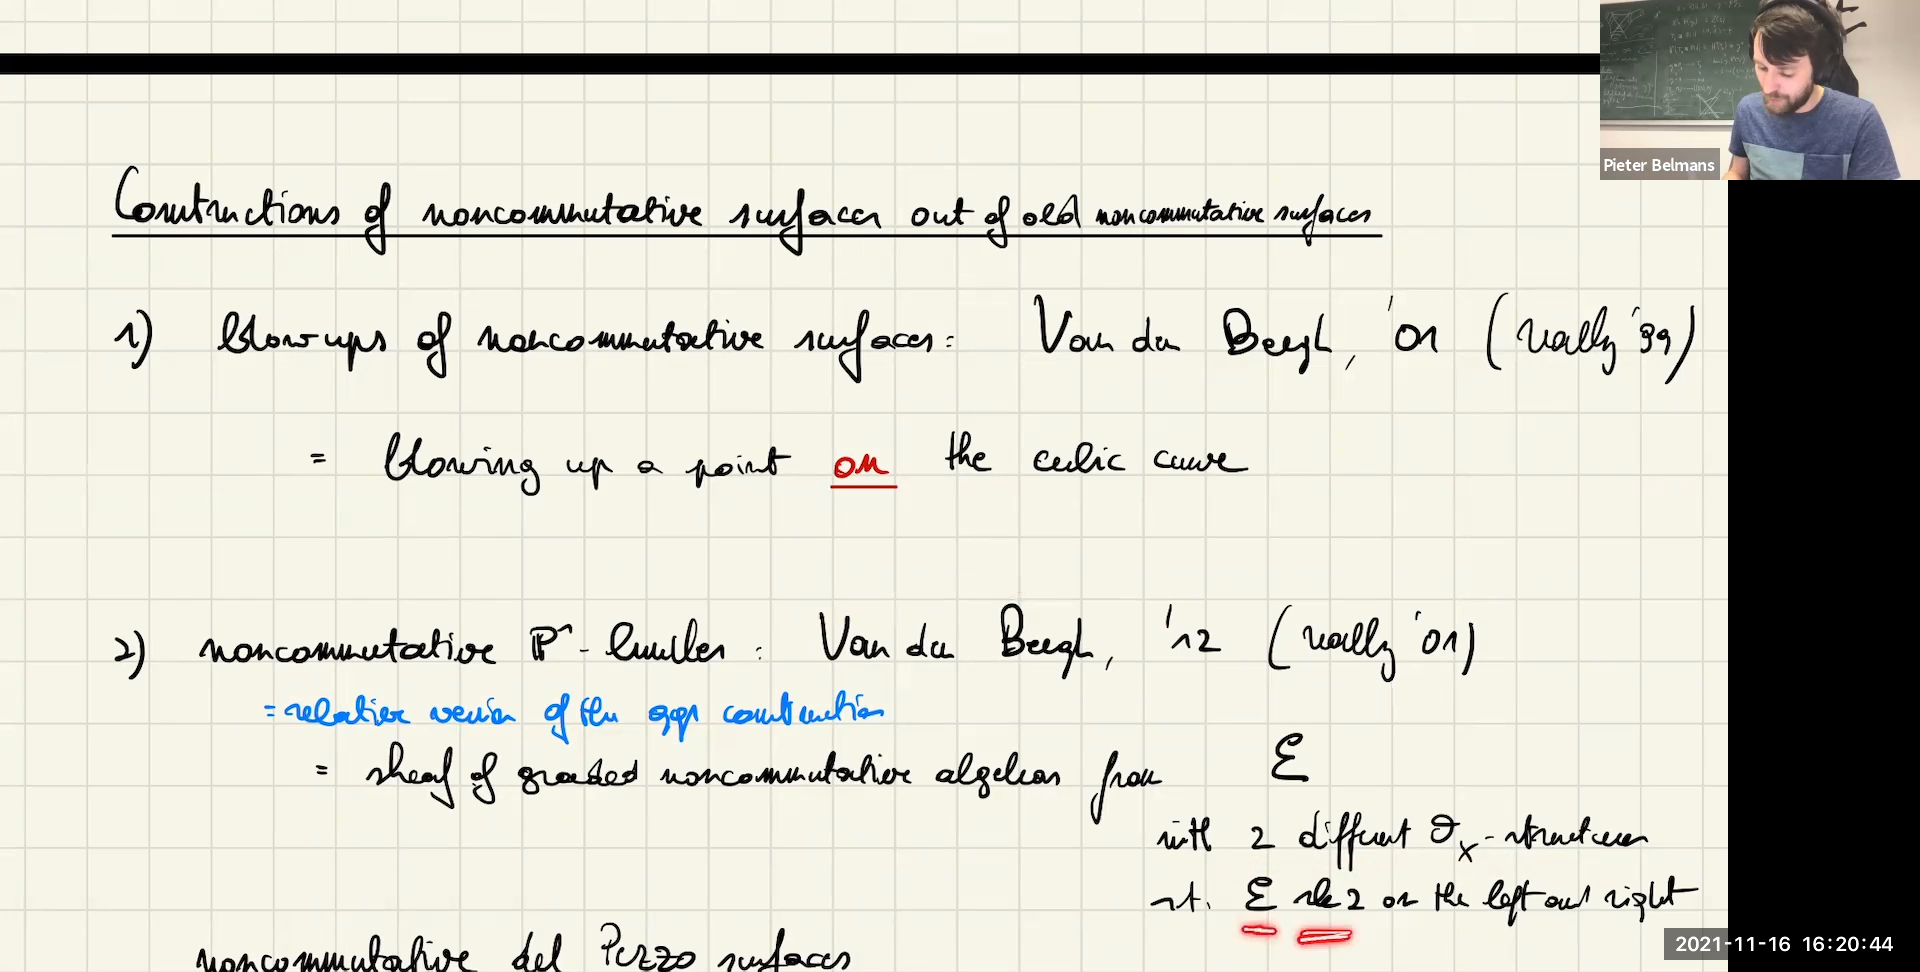 Pieter Belmans
Constructions of noncommutative surfaces out of old noncommutative surfaces
1) blowups of noncommutative surfaces: Van den Bergh, '01 (really '99)
= blowing up a point on the cubic curve
2) noncommutative ℙ¹-bundles: Van den Bergh, '12 (really '01)
= relative version of the qgr construction
= sheaf of graded noncommutative algebras from ℰ
with 2 different 𝒪_X-structures
s.t. ℰ rk 2 on the left and right
noncommutative del Pezzo surfaces
2021-11-16 16:20:44